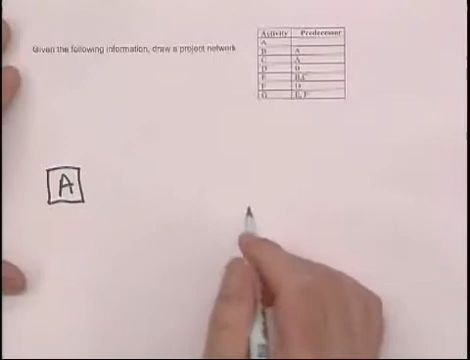 Given the following information, draw a project network
Activity Predecessor
A
B A
C A
D B
E B,C
F D
G E, F
A